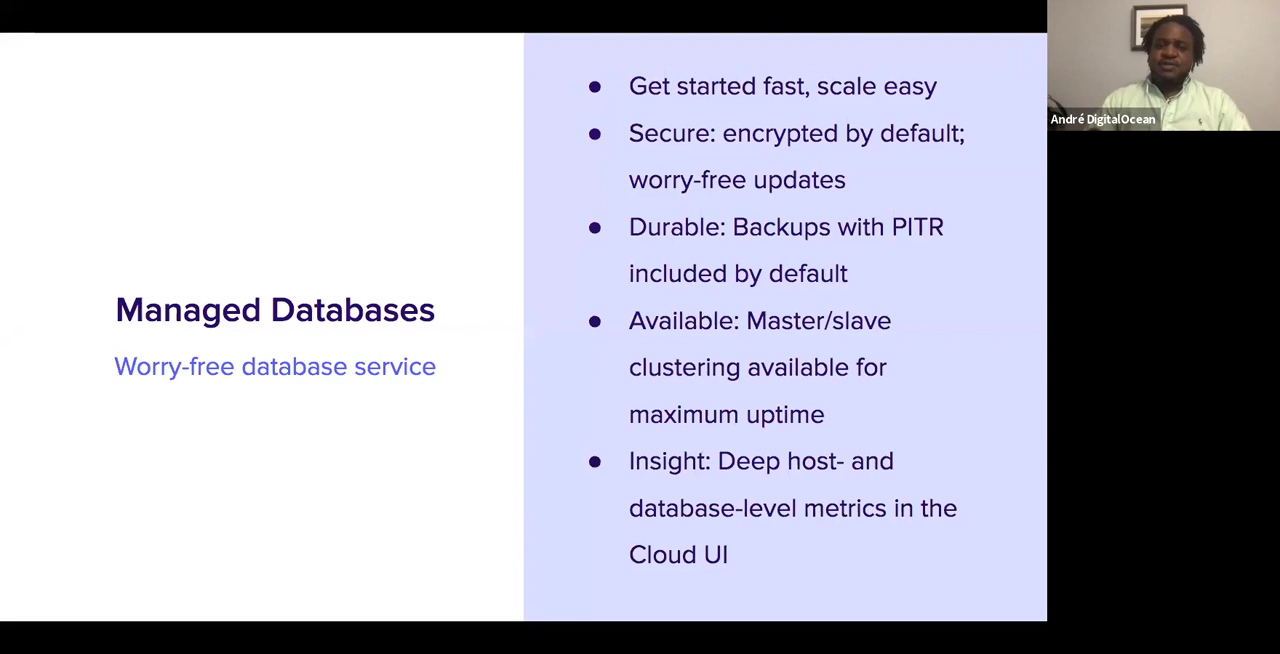 Managed Databases
Worry-free database service
● Get started fast, scale easy
● Secure: encrypted by default;
worry-free updates
● Durable: Backups with PITR
included by default
● Available: Master/slave
clustering available for
maximum uptime
● Insight: Deep host- and
database-level metrics in the
Cloud UI
André DigitalOcean